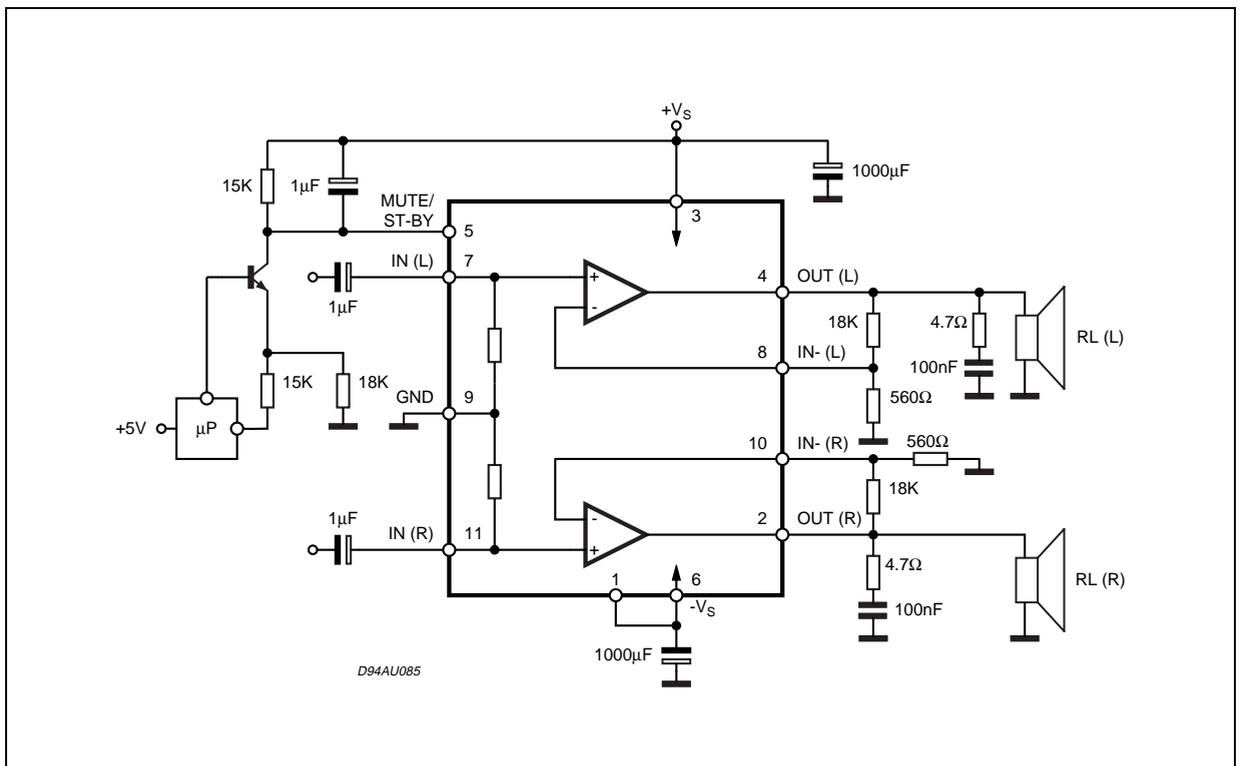 +VS
1000µF
15K
1µF
MUTE/
ST-BY
5
3
IN (L)
7
1µF
+
-
4
OUT (L)
18K
4.7Ω
RL (L)
100nF
8
IN- (L)
15K
18K
GND
9
560Ω
+5V
µP
10
IN- (R)
560Ω
18K
1µF
IN (R)
11
-
+
2
OUT (R)
4.7Ω
RL (R)
100nF
1
6
-VS
1000µF
D94AU085